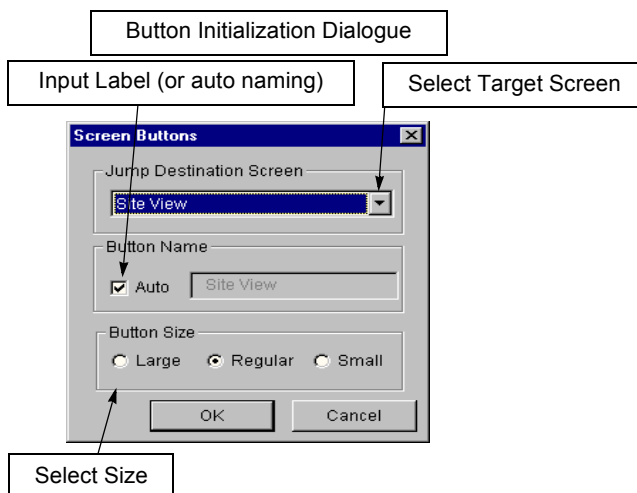 Button Initialization Dialogue
Input Label (or auto naming)
Select Target Screen
Screen Buttons
Jump Destination Screen
Site View
Button Name
Auto
Site View
Button Size
Large
Regular
Small
OK
Cancel
Select Size